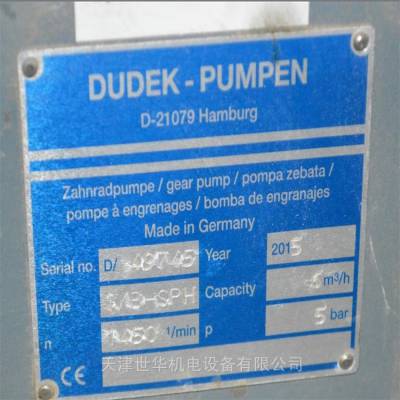 DUDEK - PUMPEN
D-21079 Hamburg
Zahnradpumpe / gear pump / pompa zebata /
pompe à engrenages / bomba de engranajes
Made in Germany
Serial no. D/ Year 2015
Type Capacity m³/h
n 1/min p 5 bar
CE
天津世华机电设备有限公司